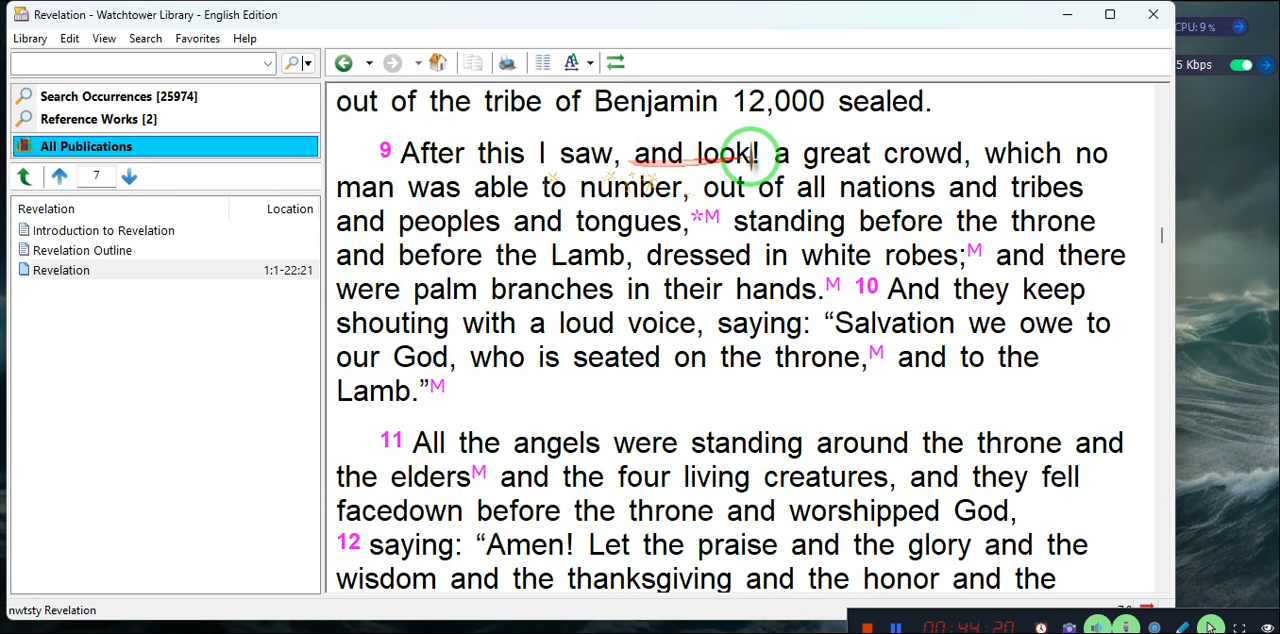 Revelation - Watchtower Library - English Edition
CPU: 9 %
Library Edit View Search Favorites Help
5 Kbps
Search Occurrences [25974]
Reference Works [2]
All Publications
7
Revelation Location
Introduction to Revelation
Revelation Outline
Revelation 1:1-22:21
out of the tribe of Benjamin 12,000 sealed.
9 After this I saw, and look! a great crowd, which no
man was able to number, out of all nations and tribes
and peoples and tongues,*M standing before the throne
and before the Lamb, dressed in white robes;M and there
were palm branches in their hands.M 10 And they keep
shouting with a loud voice, saying: “Salvation we owe to
our God, who is seated on the throne,M and to the
Lamb.”M
11 All the angels were standing around the throne and
the eldersM and the four living creatures, and they fell
facedown before the throne and worshipped God,
12 saying: “Amen! Let the praise and the glory and the
wisdom and the thanksgiving and the honor and the
nwtsty Revelation
00:44:20